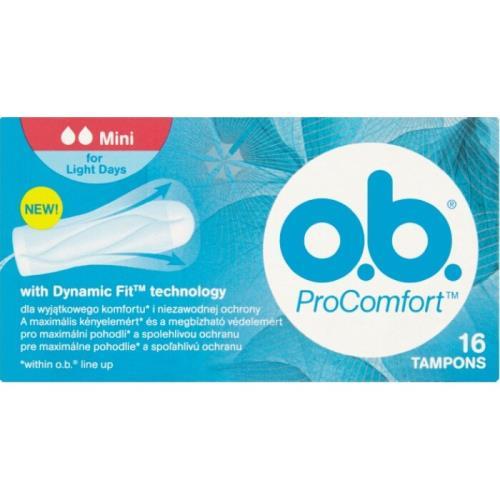 Mini
for
Light Days
NEW!
with Dynamic Fit™ technology
dla wyjątkowego komfortu* i niezawodnej ochrony
A maximális kényelemért* és a megbízható védelemért
pro maximální pohodlí* a spolehlivou ochranu
pre maximálne pohodlie* a spoľahlivú ochranu
*within o.b.® line up
o.b.®
ProComfort™
16
TAMPONS